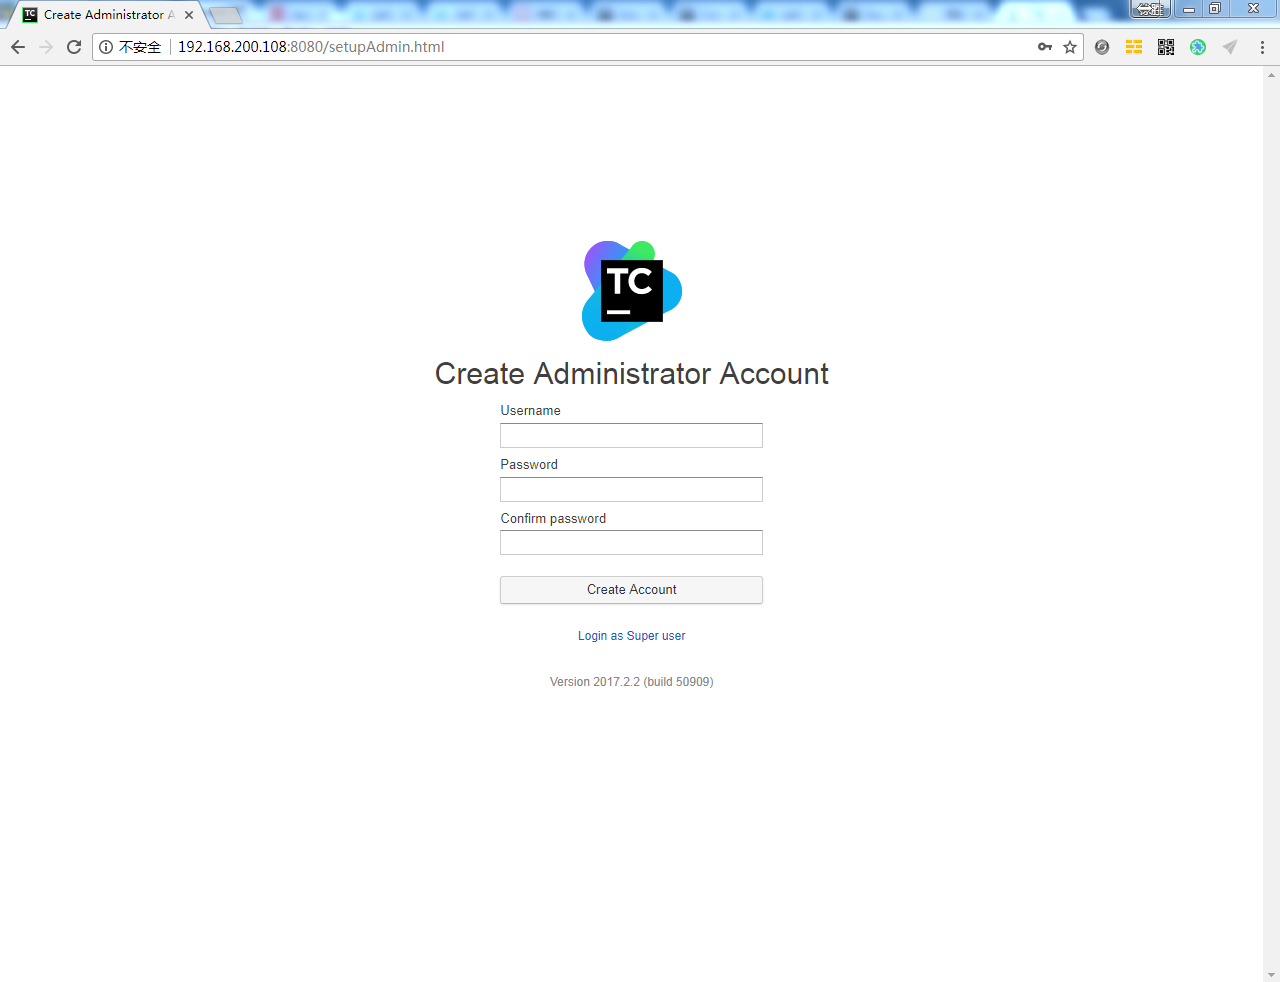 Create Administrator A
不安全
192.168.200.108:8080/setupAdmin.html
TC
Create Administrator Account
Username
Password
Confirm password
Create Account
Login as Super user
Version 2017.2.2 (build 50909)